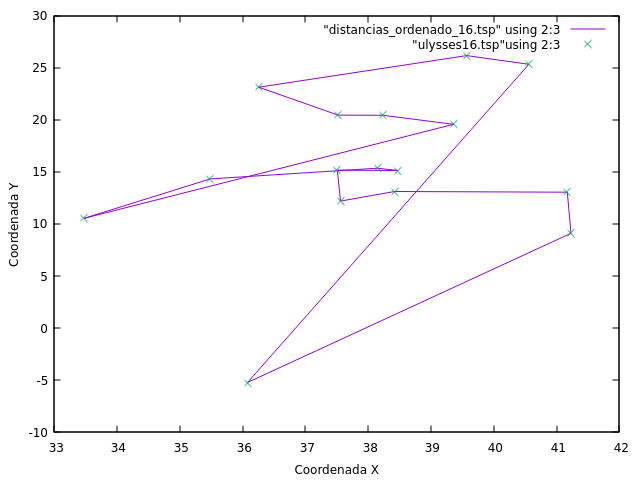 "distancias_ordenado_16.tsp" using 2:3
"ulysses16.tsp"using 2:3
30
25
20
15
10
5
0
-5
-10
Coordenada Y
33 34 35 36 37 38 39 40 41 42
Coordenada X